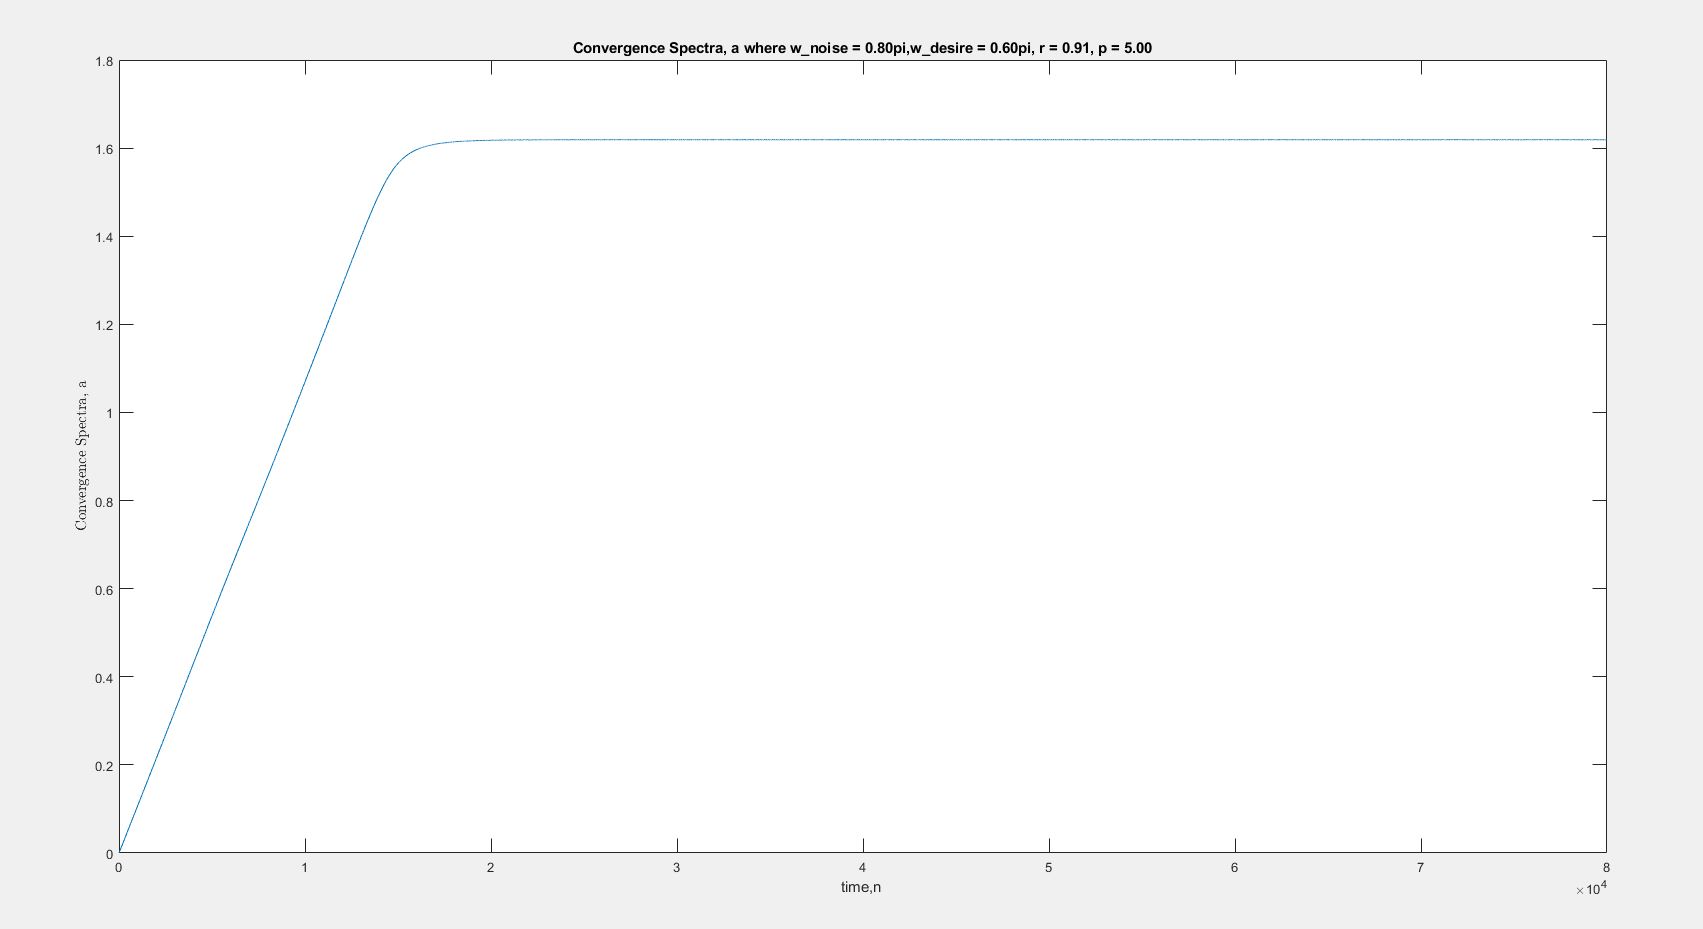 Convergence Spectra, a where w_noise = 0.80pi,w_desire = 0.60pi, r = 0.91, p = 5.00
1.8
1.6
1.4
1.2
1
0.8
0.6
0.4
0.2
0
Convergence Spectra, a
0 1 2 3 4 5 6 7 8
time,n
×10^4